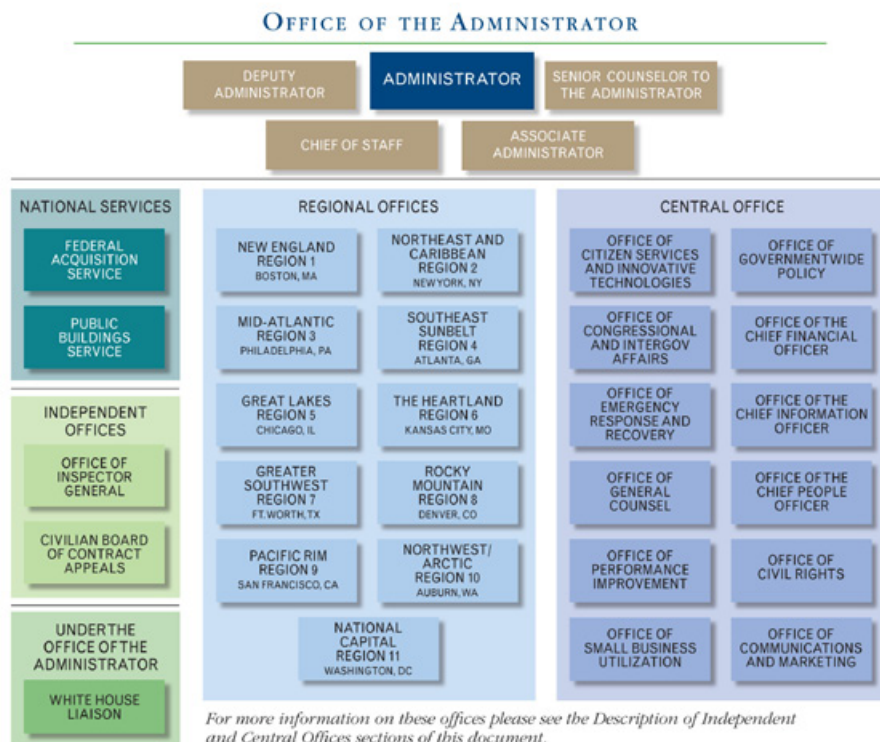 OFFICE OF THE ADMINISTRATOR
DEPUTY
ADMINISTRATOR
ADMINISTRATOR
SENIOR COUNSELOR TO
THE ADMINISTRATOR
CHIEF OF STAFF
ASSOCIATE
ADMINISTRATOR
NATIONAL SERVICES
FEDERAL
ACQUISITION
SERVICE
PUBLIC
BUILDINGS
SERVICE
INDEPENDENT
OFFICES
OFFICE OF
INSPECTOR
GENERAL
CIVILIAN BOARD
OF CONTRACT
APPEALS
UNDER THE
OFFICE OF THE
ADMINISTRATOR
WHITE HOUSE
LIAISON
REGIONAL OFFICES
NEW ENGLAND
REGION 1
BOSTON, MA
NORTHEAST AND
CARIBBEAN
REGION 2
NEW YORK, NY
MID-ATLANTIC
REGION 3
PHILADELPHIA, PA
SOUTHEAST
SUNBELT
REGION 4
ATLANTA, GA
GREAT LAKES
REGION 5
CHICAGO, IL
THE HEARTLAND
REGION 6
KANSAS CITY, MO
GREATER
SOUTHWEST
REGION 7
FT. WORTH, TX
ROCKY
MOUNTAIN
REGION 8
DENVER, CO
PACIFIC RIM
REGION 9
SAN FRANCISCO, CA
NORTHWEST/
ARCTIC
REGION 10
AUBURN, WA
NATIONAL
CAPITAL
REGION 11
WASHINGTON, DC
CENTRAL OFFICE
OFFICE OF
CITIZEN SERVICES
AND INNOVATIVE
TECHNOLOGIES
OFFICE OF
GOVERNMENTWIDE
POLICY
OFFICE OF
CONGRESSIONAL
AND INTERGOV
AFFAIRS
OFFICE OF THE
CHIEF FINANCIAL
OFFICER
OFFICE OF
EMERGENCY
RESPONSE AND
RECOVERY
OFFICE OF THE
CHIEF INFORMATION
OFFICER
OFFICE OF
GENERAL
COUNSEL
OFFICE OF THE
CHIEF PEOPLE
OFFICER
OFFICE OF
PERFORMANCE
IMPROVEMENT
OFFICE OF
CIVIL RIGHTS
OFFICE OF
SMALL BUSINESS
UTILIZATION
OFFICE OF
COMMUNICATIONS
AND MARKETING
For more information on these offices please see the Description of Independent
and Central Offices sections of this document.